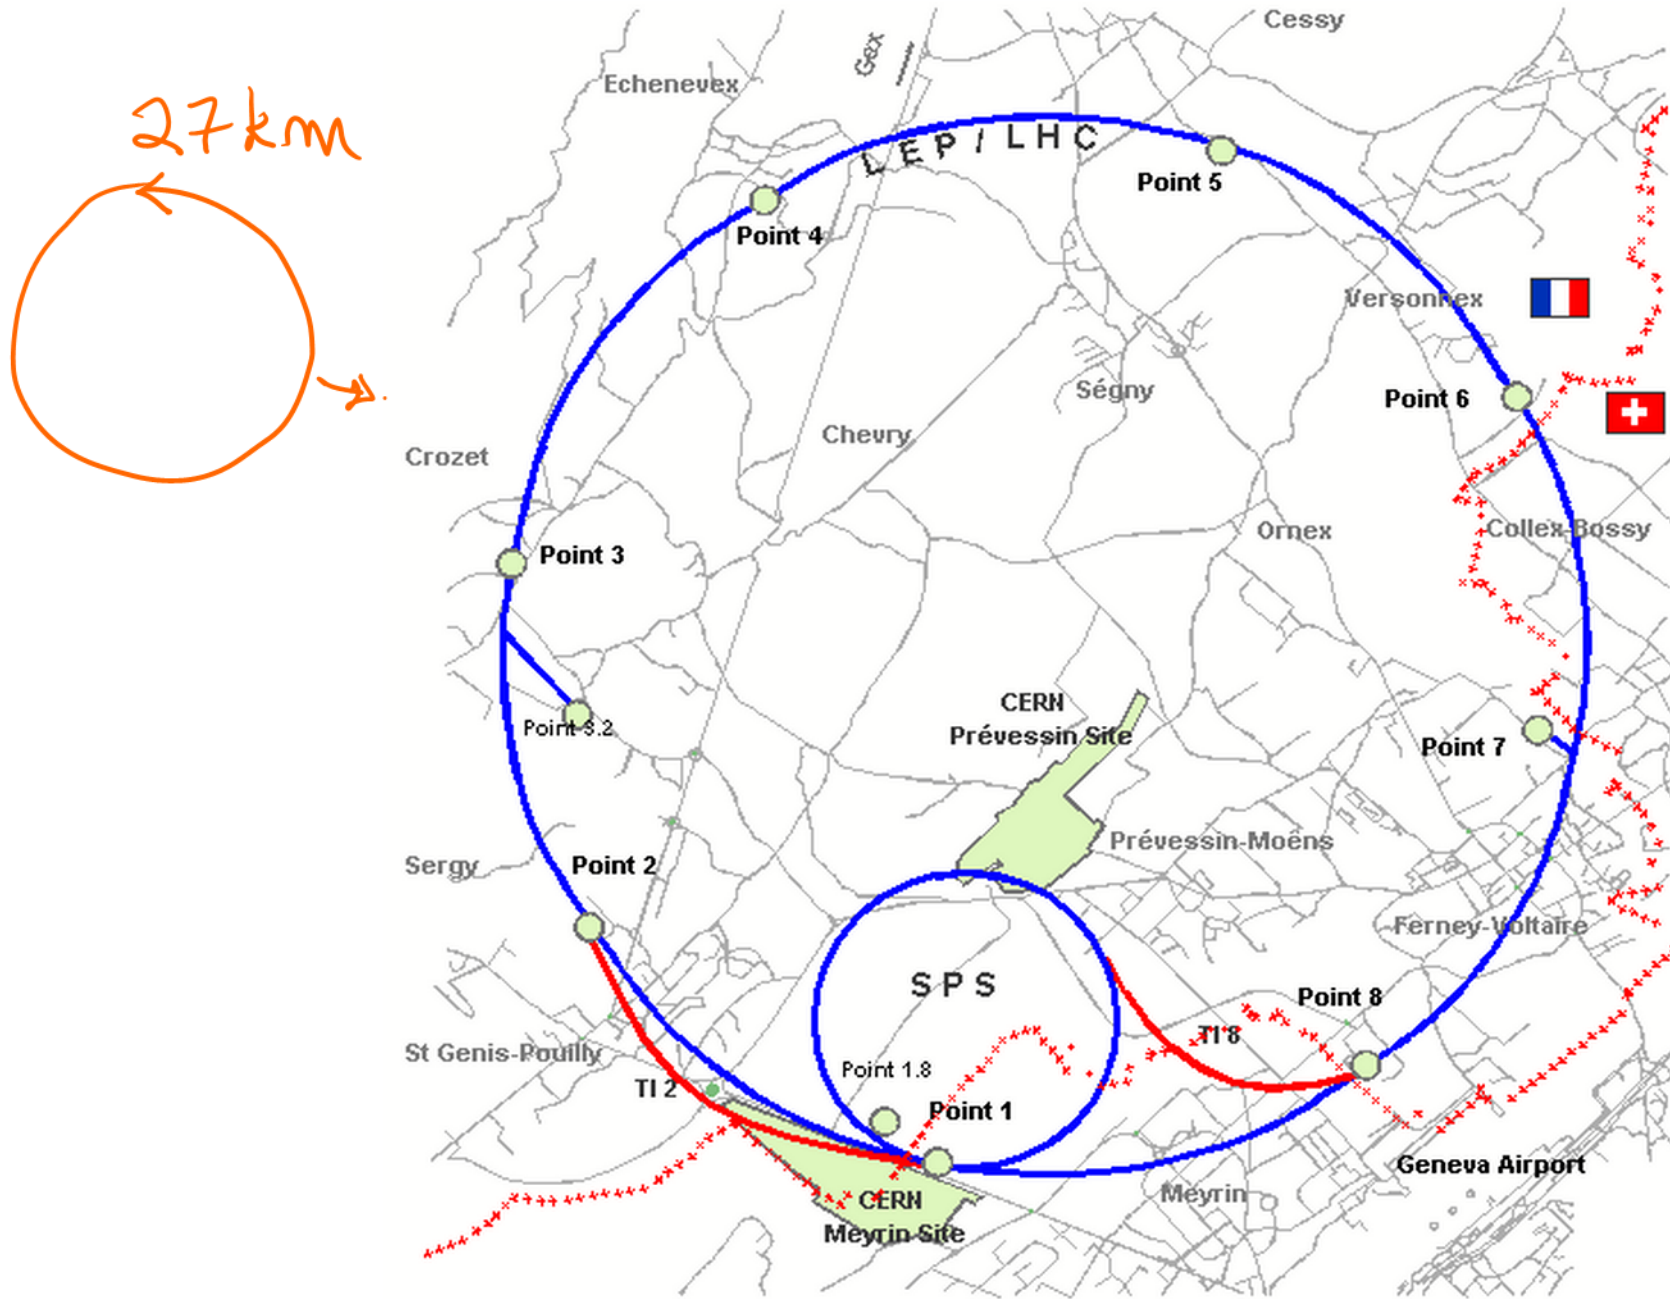 27km
Cessy
Gex
Echenevex
LEP/LHC
Point 5
Point 4
Versonnex
Ségny
Point 6
Chevry
Crozet
Ornex
Collex-Bossy
Point 3
CERN
Prévessin Site
Point 3.2
Point 7
Prévessin-Moëns
Sergy
Point 2
Ferney-Voltaire
SPS
Point 8
TI 8
St Genis-Pouilly
Point 1.8
TI 2
Point 1
Geneva Airport
CERN
Meyrin Site
Meyrin